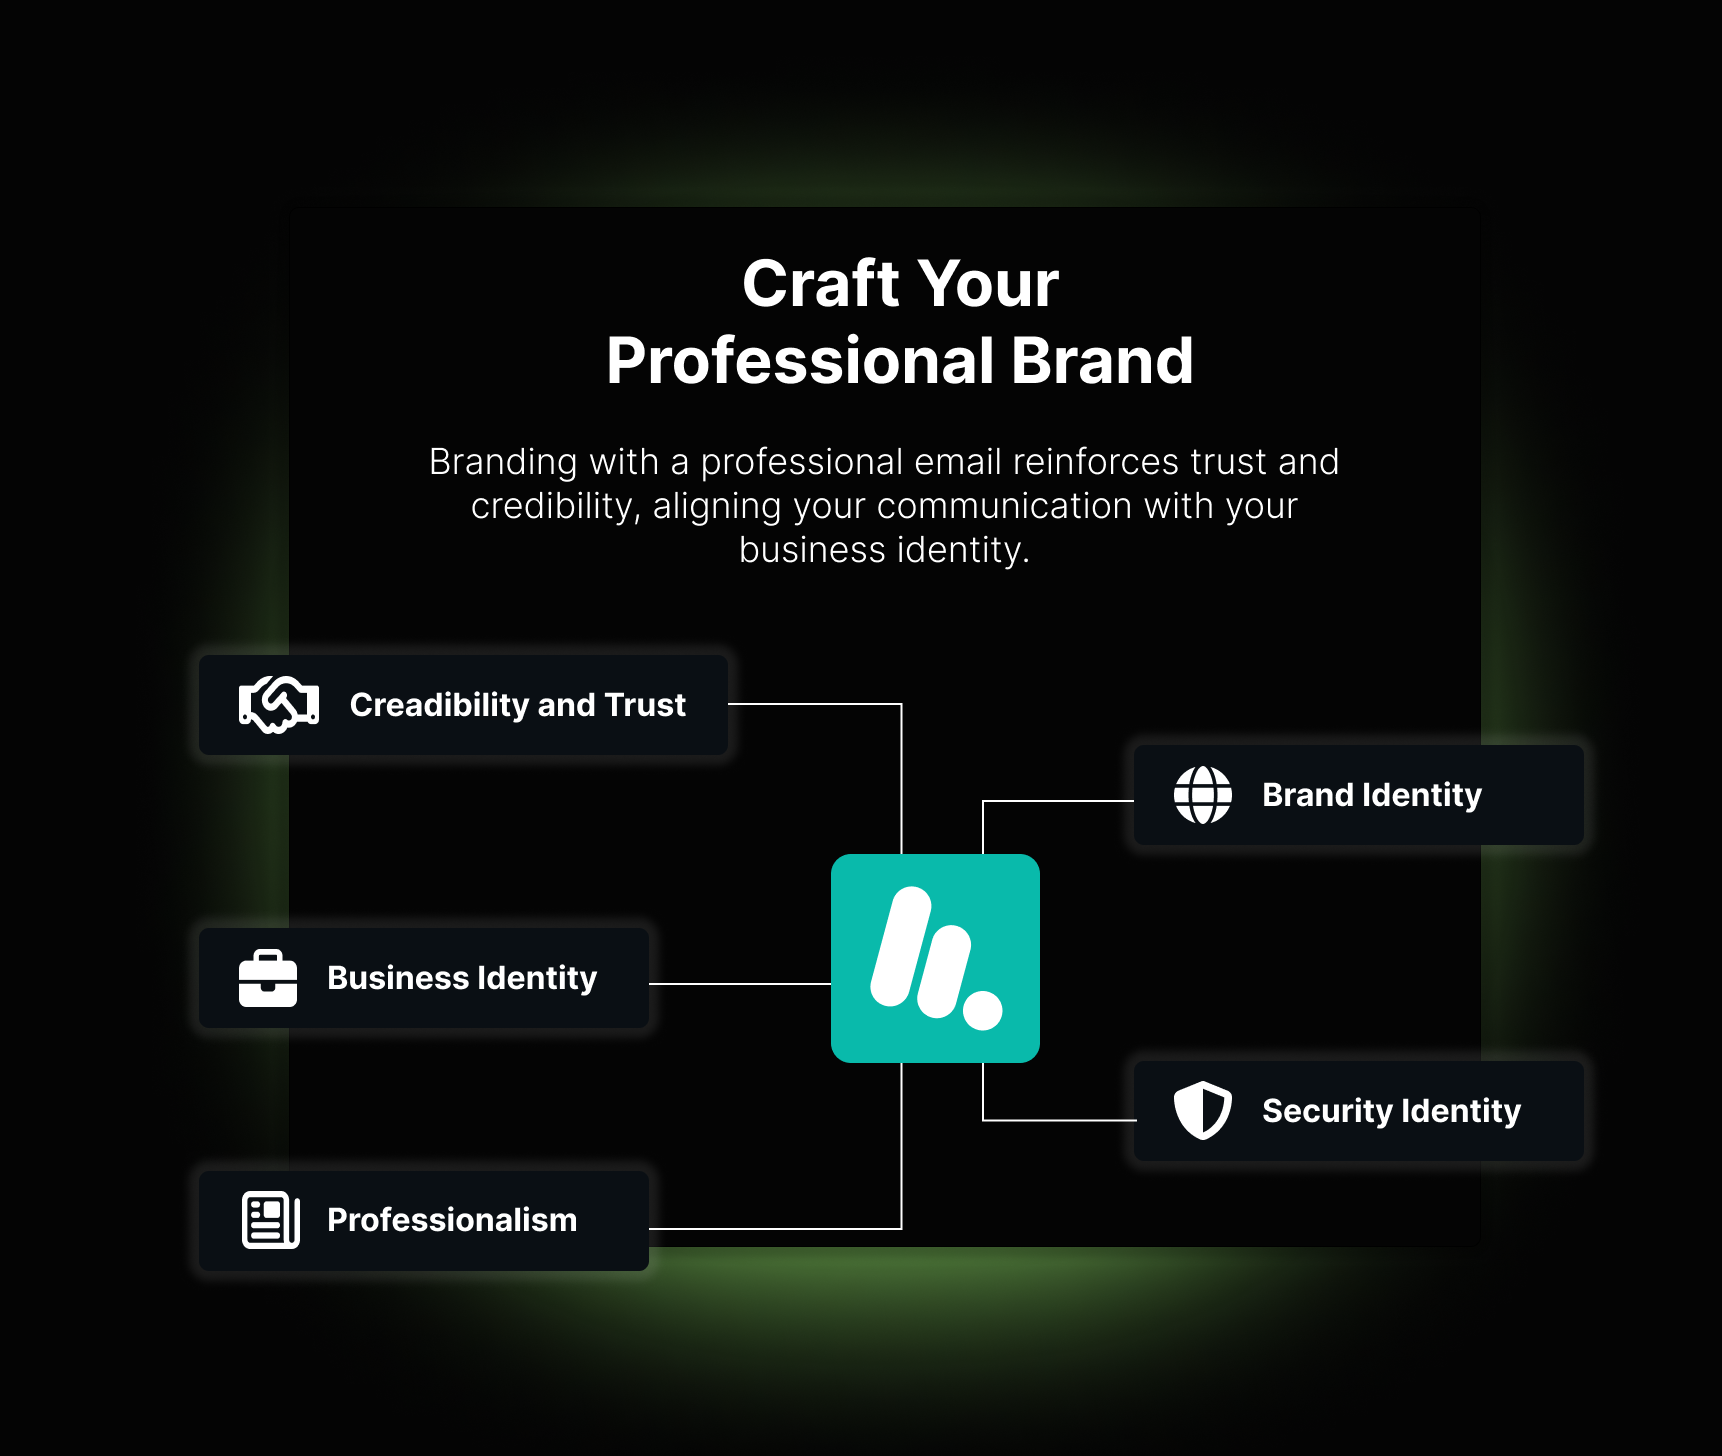 Craft Your
Professional Brand
Branding with a professional email reinforces trust and
credibility, aligning your communication with your
business identity.
Creadibility and Trust
Brand Identity
Business Identity
Security Identity
Professionalism